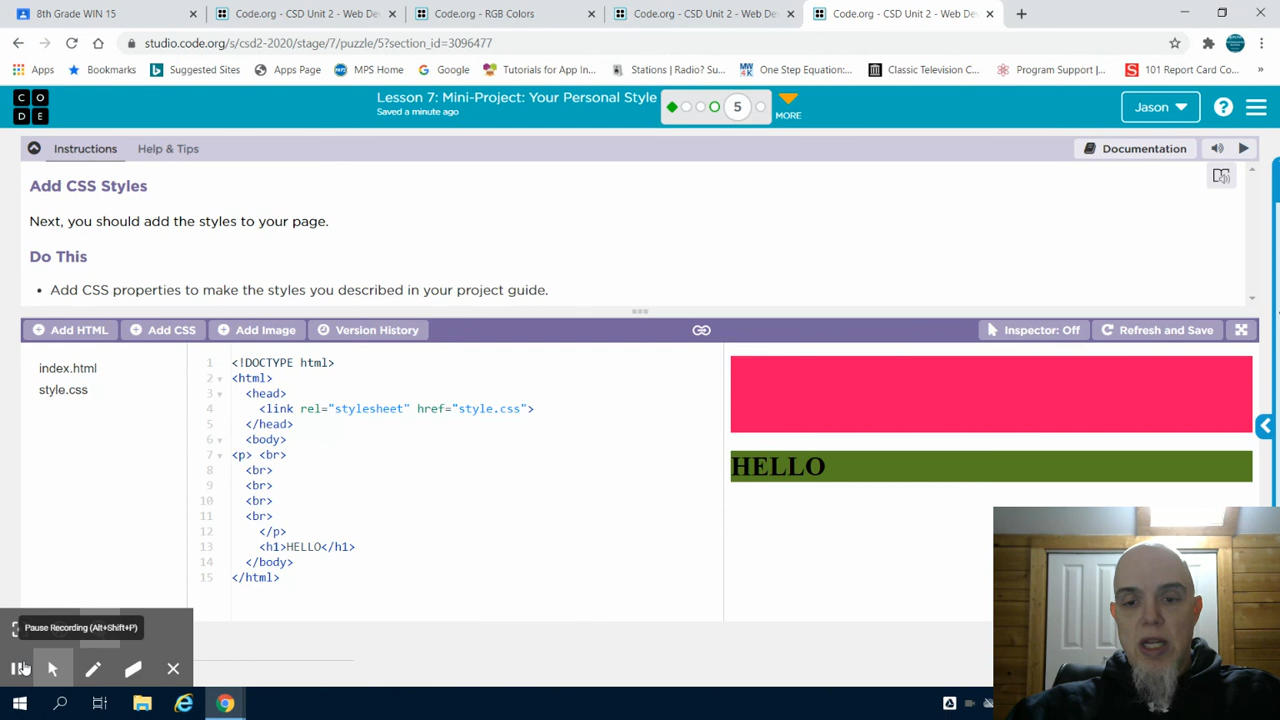 8th Grade WIN 15
Code.org - CSD Unit 2 - Web De
Code.org - RGB Colors
Code.org - CSD Unit 2 - Web De
Code.org - CSD Unit 2 - Web De
studio.code.org/s/csd2-2020/stage/7/puzzle/5?section_id=3096477
Apps
Bookmarks
Suggested Sites
Apps Page
MPS Home
Google
Tutorials for App In...
Stations | Radio? Su...
One Step Equation:...
Classic Television C...
Program Support |...
101 Report Card Co...
C O
D E
Lesson 7: Mini-Project: Your Personal Style
Saved a minute ago
5
MORE
Jason
?
Instructions
Help & Tips
Documentation
Add CSS Styles
Next, you should add the styles to your page.
Do This
• Add CSS properties to make the styles you described in your project guide.
Add HTML
Add CSS
Add Image
Version History
Inspector: Off
Refresh and Save
index.html
style.css
1 <!DOCTYPE html>
2 <html>
3 <head>
4 <link rel="stylesheet" href="style.css">
5 </head>
6 <body>
7 <p> <br>
8 <br>
9 <br>
10 <br>
11 <br>
12 </p>
13 <h1>HELLO</h1>
14 </body>
15 </html>
HELLO
Pause Recording (Alt+Shift+P)